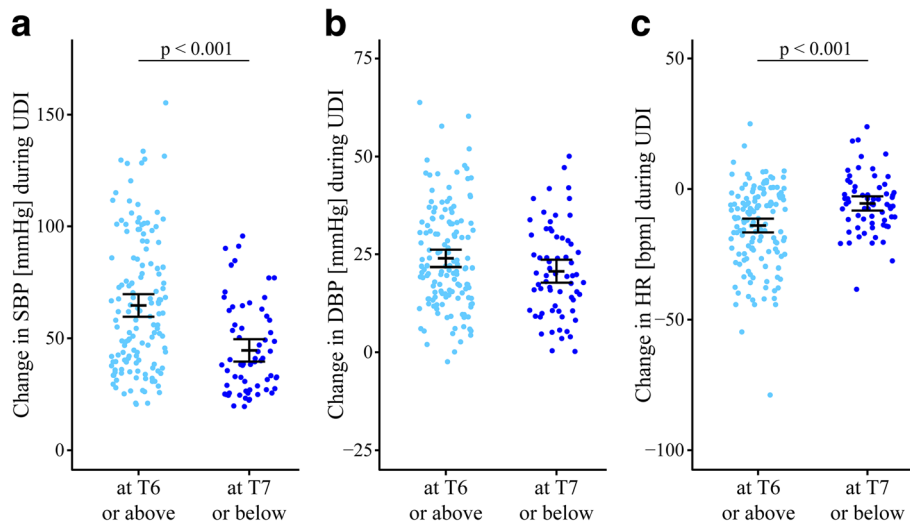 a
p < 0.001
Change in SBP [mmHg] during UDI
150
100
50
0
at T6
or above
at T7
or below
b
Change in DBP [mmHg] during UDI
75
50
25
0
−25
at T6
or above
at T7
or below
c
p < 0.001
Change in HR [bpm] during UDI
50
0
−50
−100
at T6
or above
at T7
or below